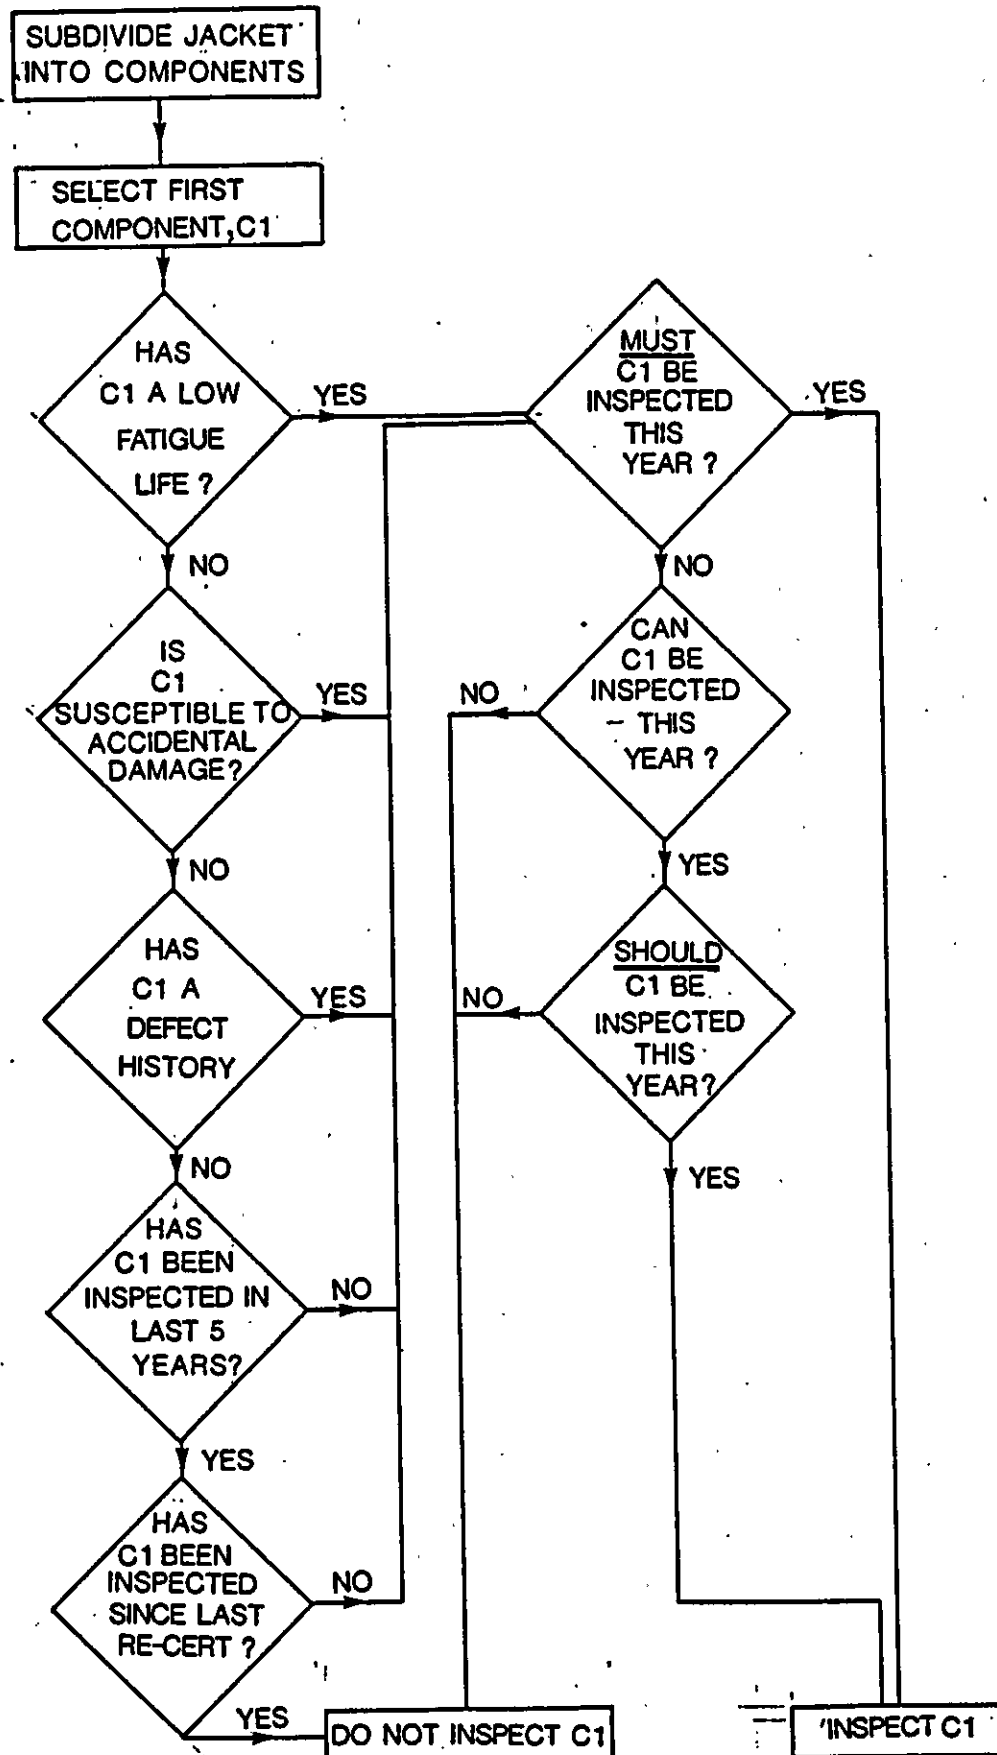 SUBDIVIDE JACKET
INTO COMPONENTS
SELECT FIRST
COMPONENT, C1
HAS
C1 A LOW
FATIGUE
LIFE ?
YES
NO
IS
C1
SUSCEPTIBLE TO
ACCIDENTAL
DAMAGE?
YES
NO
HAS
C1 A
DEFECT
HISTORY
YES
NO
HAS
C1 BEEN
INSPECTED IN
LAST 5
YEARS?
NO
YES
HAS
C1 BEEN
INSPECTED
SINCE LAST
RE-CERT ?
NO
YES
MUST
C1 BE
INSPECTED
THIS
YEAR ?
YES
NO
CAN
C1 BE
INSPECTED
THIS
YEAR ?
NO
YES
SHOULD
C1 BE
INSPECTED
THIS
YEAR?
NO
YES
DO NOT INSPECT C1
INSPECT C1